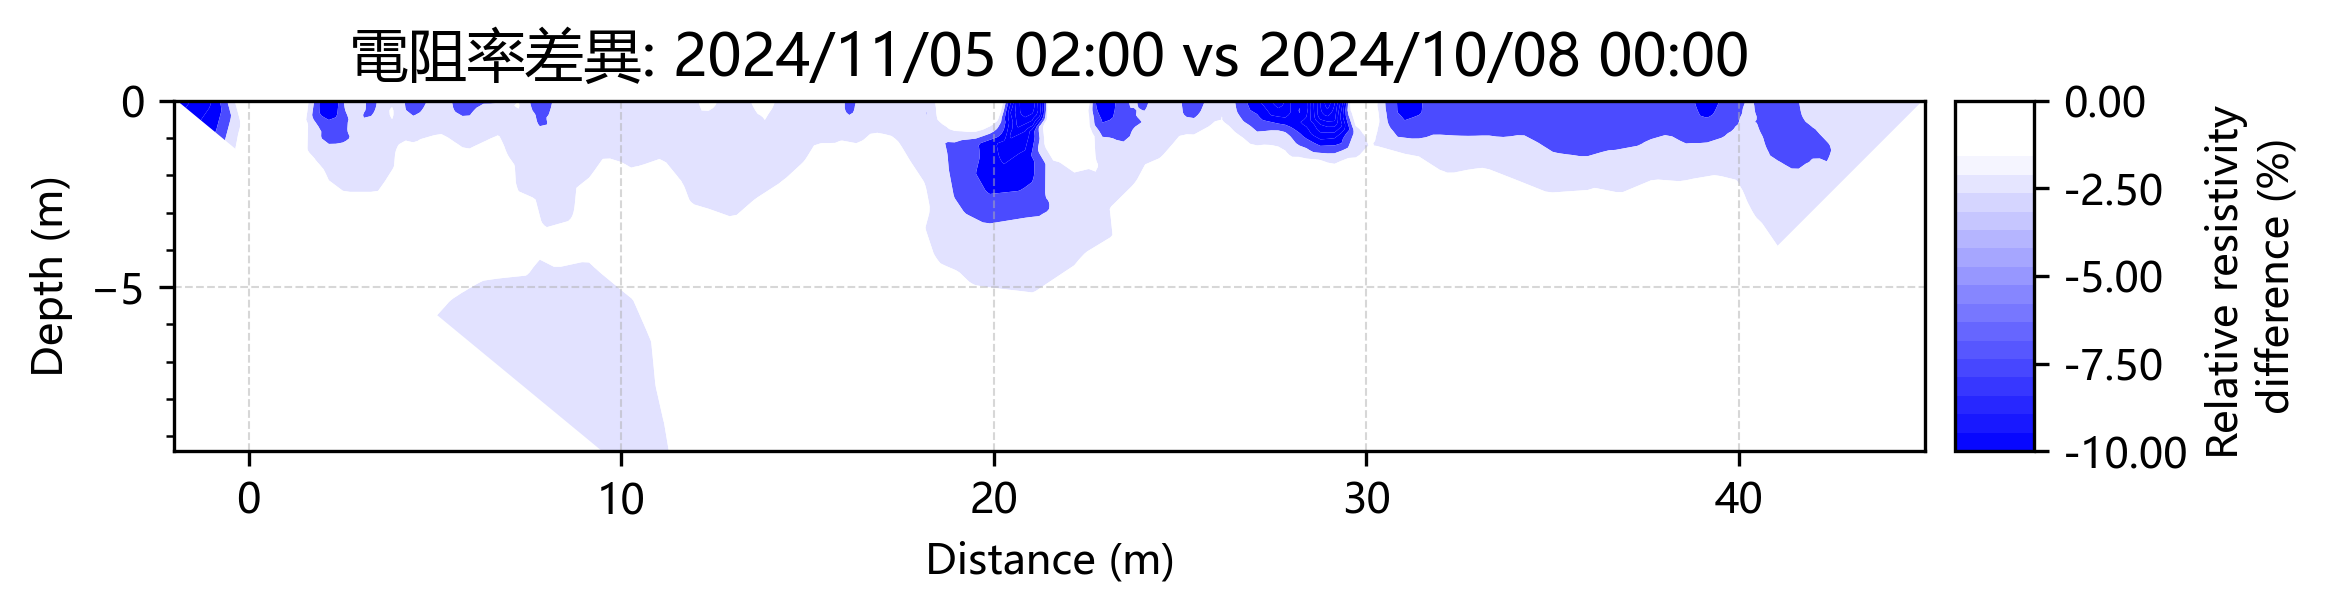 電阻率差異: 2024/11/05 02:00 vs 2024/10/08 00:00
0
−5
Depth (m)
0 10 20 30 40
Distance (m)
0.00
-2.50
-5.00
-7.50
-10.00
Relative resistivity
difference (%)